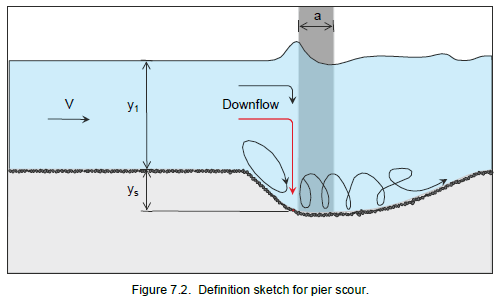 a
V
y1
Downflow
ys
Figure 7.2. Definition sketch for pier scour.